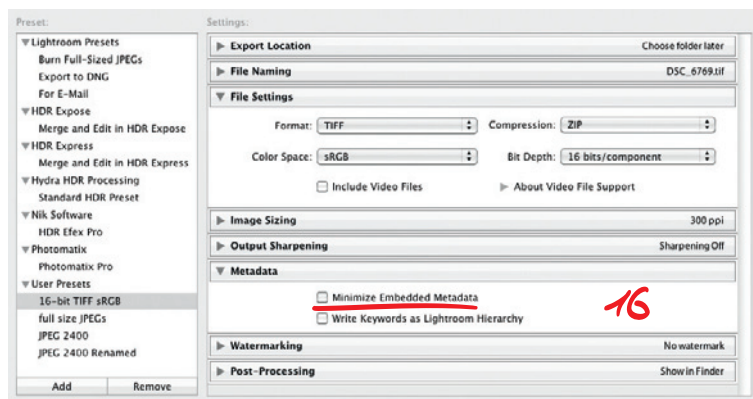 Preset:
Settings:
Lightroom Presets
Burn Full-Sized JPEGs
Export to DNG
For E-Mail
HDR Expose
Merge and Edit in HDR Expose
HDR Express
Merge and Edit in HDR Express
Hydra HDR Processing
Standard HDR Preset
Nik Software
HDR Efex Pro
Photomatix
Photomatix Pro
User Presets
16-bit TIFF sRGB
full size JPEGs
JPEG 2400
JPEG 2400 Renamed
Add Remove
Export Location Choose folder later
File Naming DSC_6769.tif
File Settings
Format: TIFF Compression: ZIP
Color Space: sRGB Bit Depth: 16 bits/component
Include Video Files About Video File Support
Image Sizing 300 ppi
Output Sharpening Sharpening Off
Metadata
Minimize Embedded Metadata 16
Write Keywords as Lightroom Hierarchy
Watermarking No watermark
Post-Processing Show in Finder